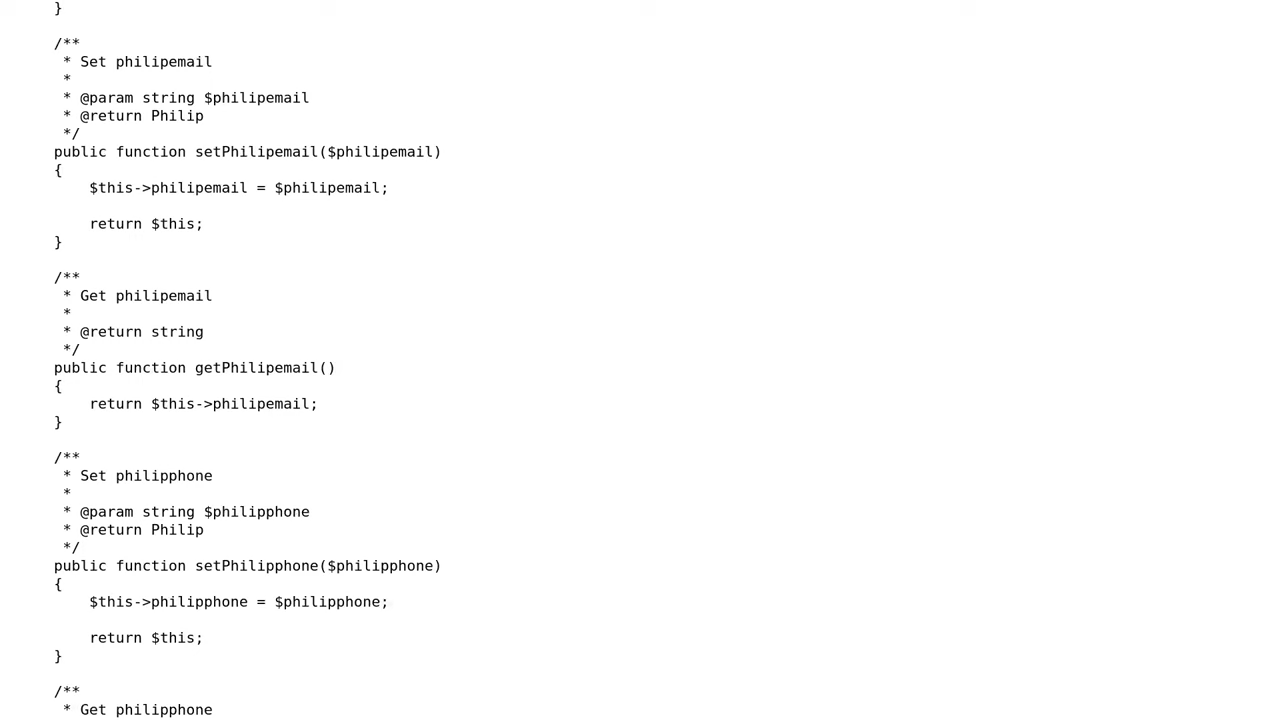 }

/**
 * Set philipemail
 *
 * @param string $philipemail
 * @return Philip
 */
public function setPhilipemail($philipemail)
{
    $this->philipemail = $philipemail;

    return $this;
}

/**
 * Get philipemail
 *
 * @return string
 */
public function getPhilipemail()
{
    return $this->philipemail;
}

/**
 * Set philipphone
 *
 * @param string $philipphone
 * @return Philip
 */
public function setPhilipphone($philipphone)
{
    $this->philipphone = $philipphone;

    return $this;
}

/**
 * Get philipphone